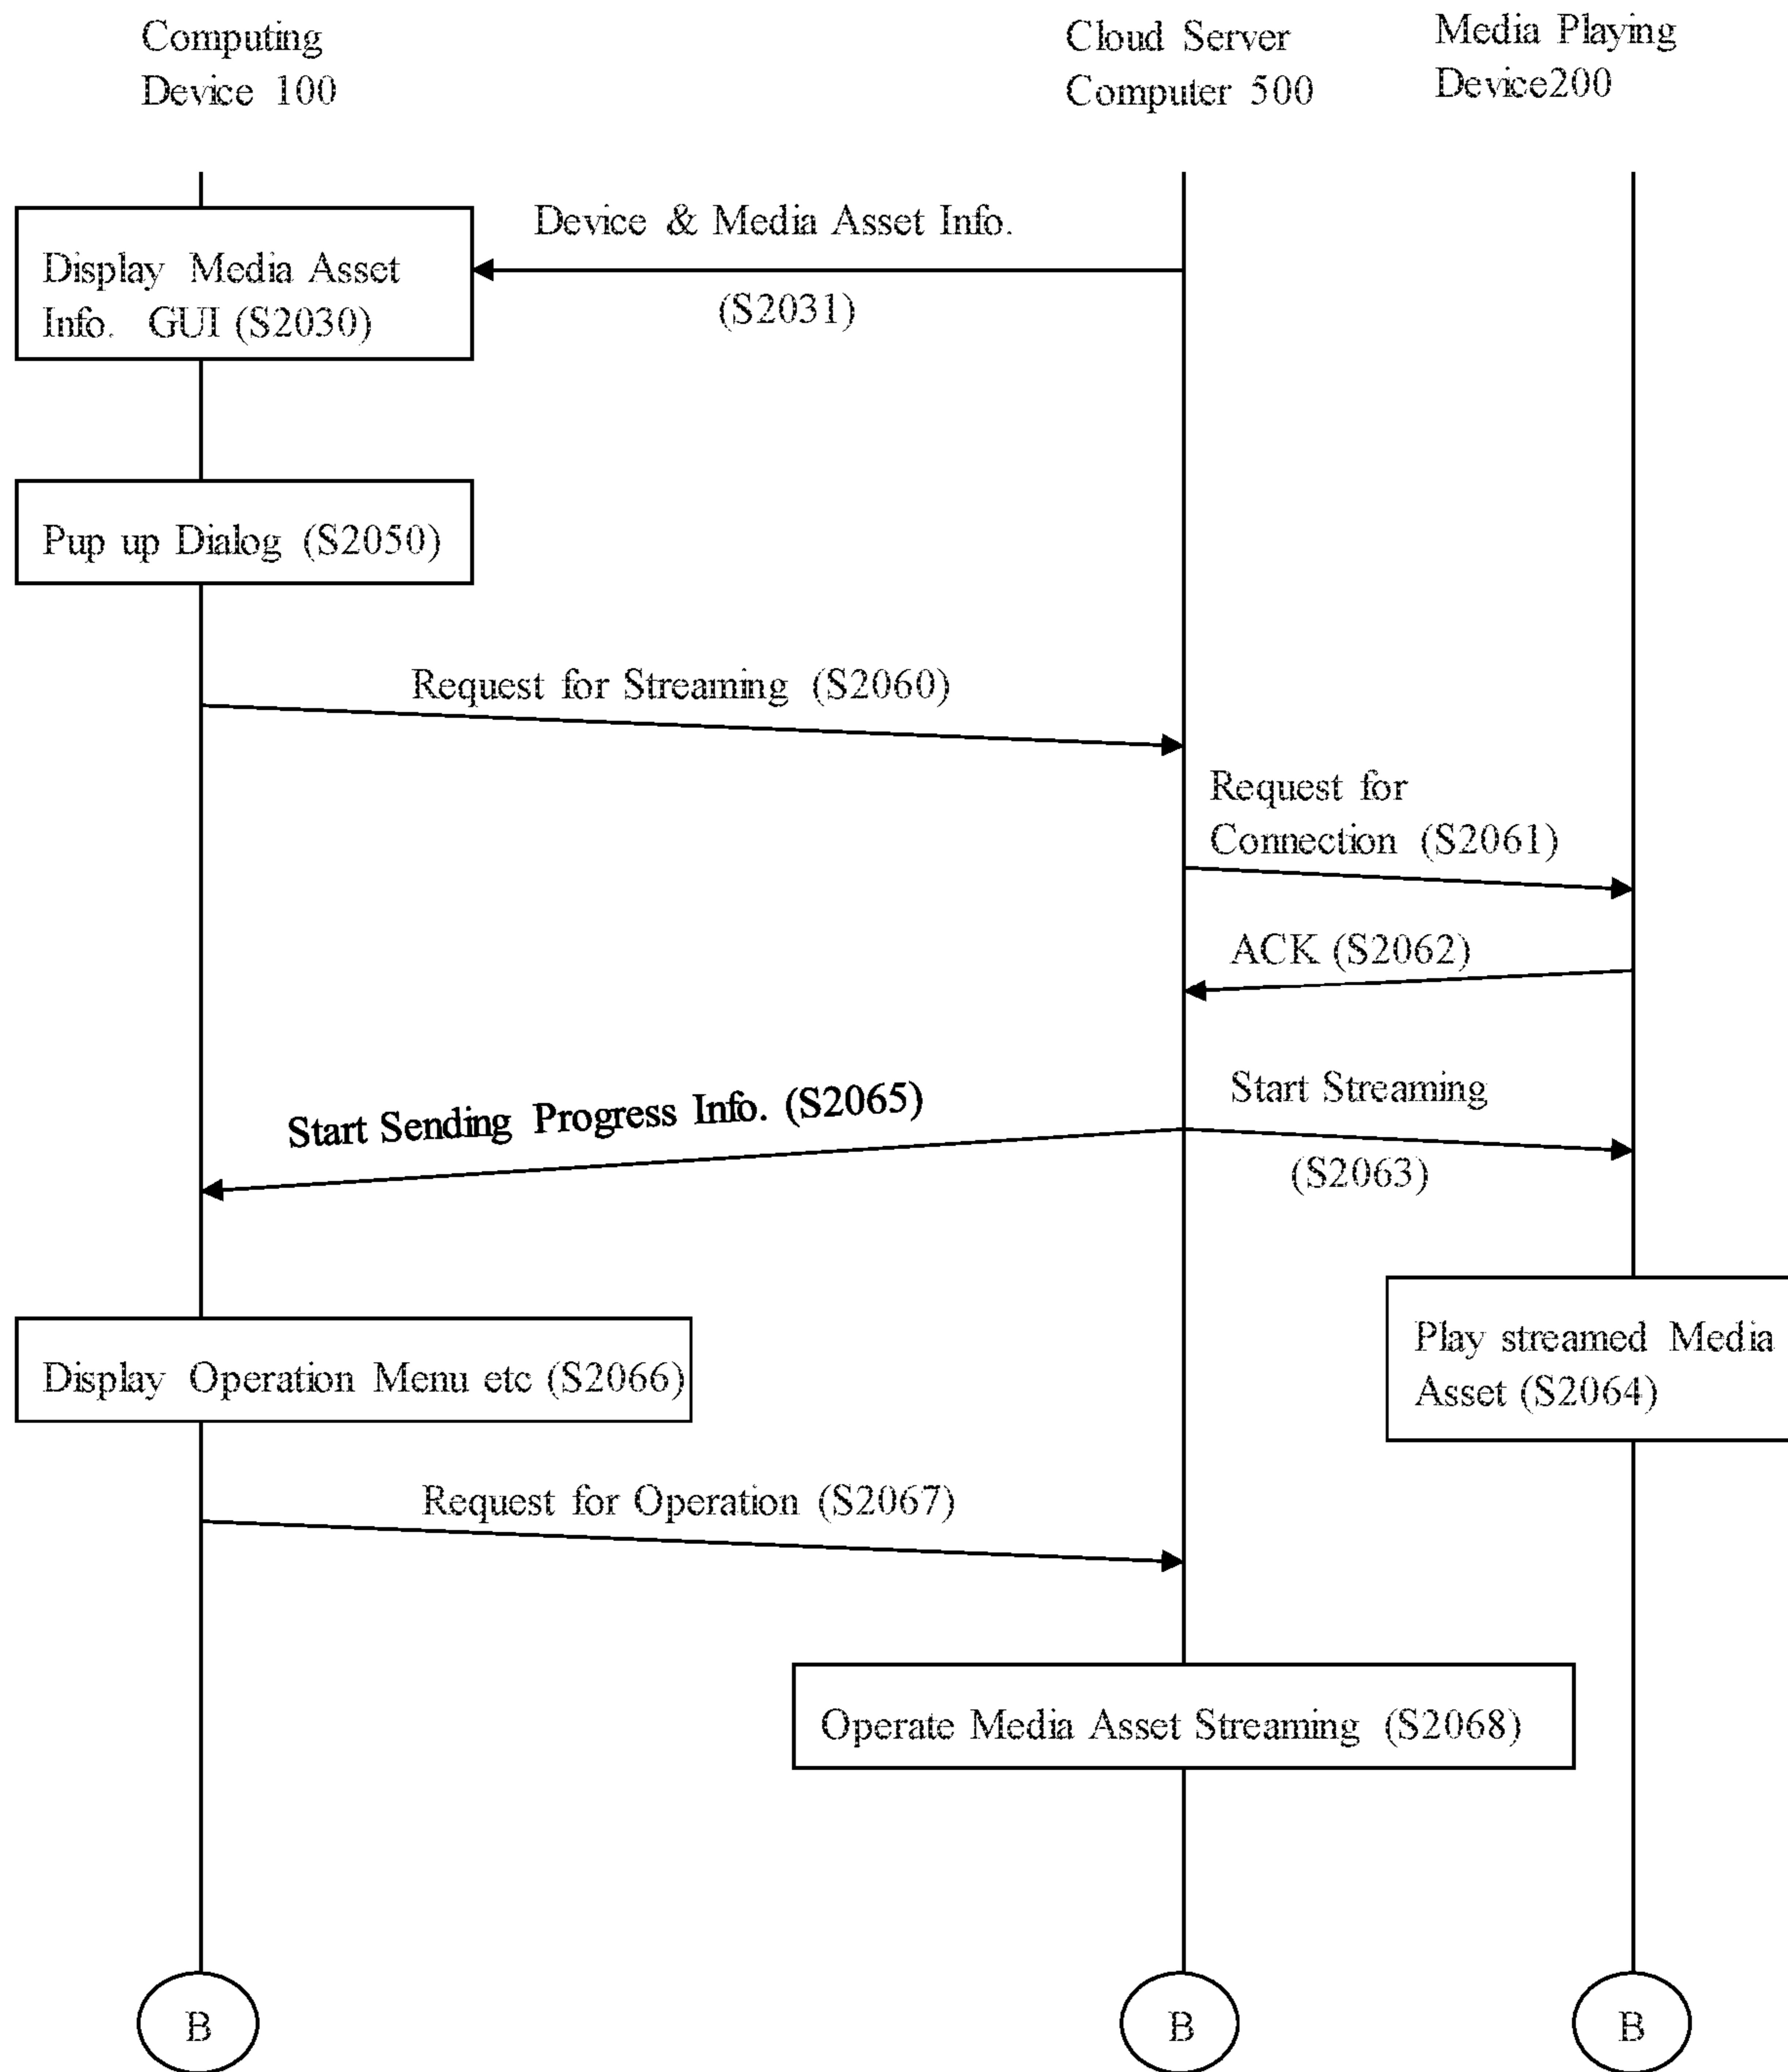 Computing
Device 100
Cloud Server
Computer 500
Media Playing
Device200
Device & Media Asset Info.
(S2031)
Display Media Asset
Info. GUI (S2030)
Pup up Dialog (S2050)
Request for Streaming (S2060)
Request for
Connection (S2061)
ACK (S2062)
Start Sending Progress Info. (S2065)
Start Streaming
(S2063)
Play streamed Media
Asset (S2064)
Display Operation Menu etc (S2066)
Request for Operation (S2067)
Operate Media Asset Streaming (S2068)
B
B
B